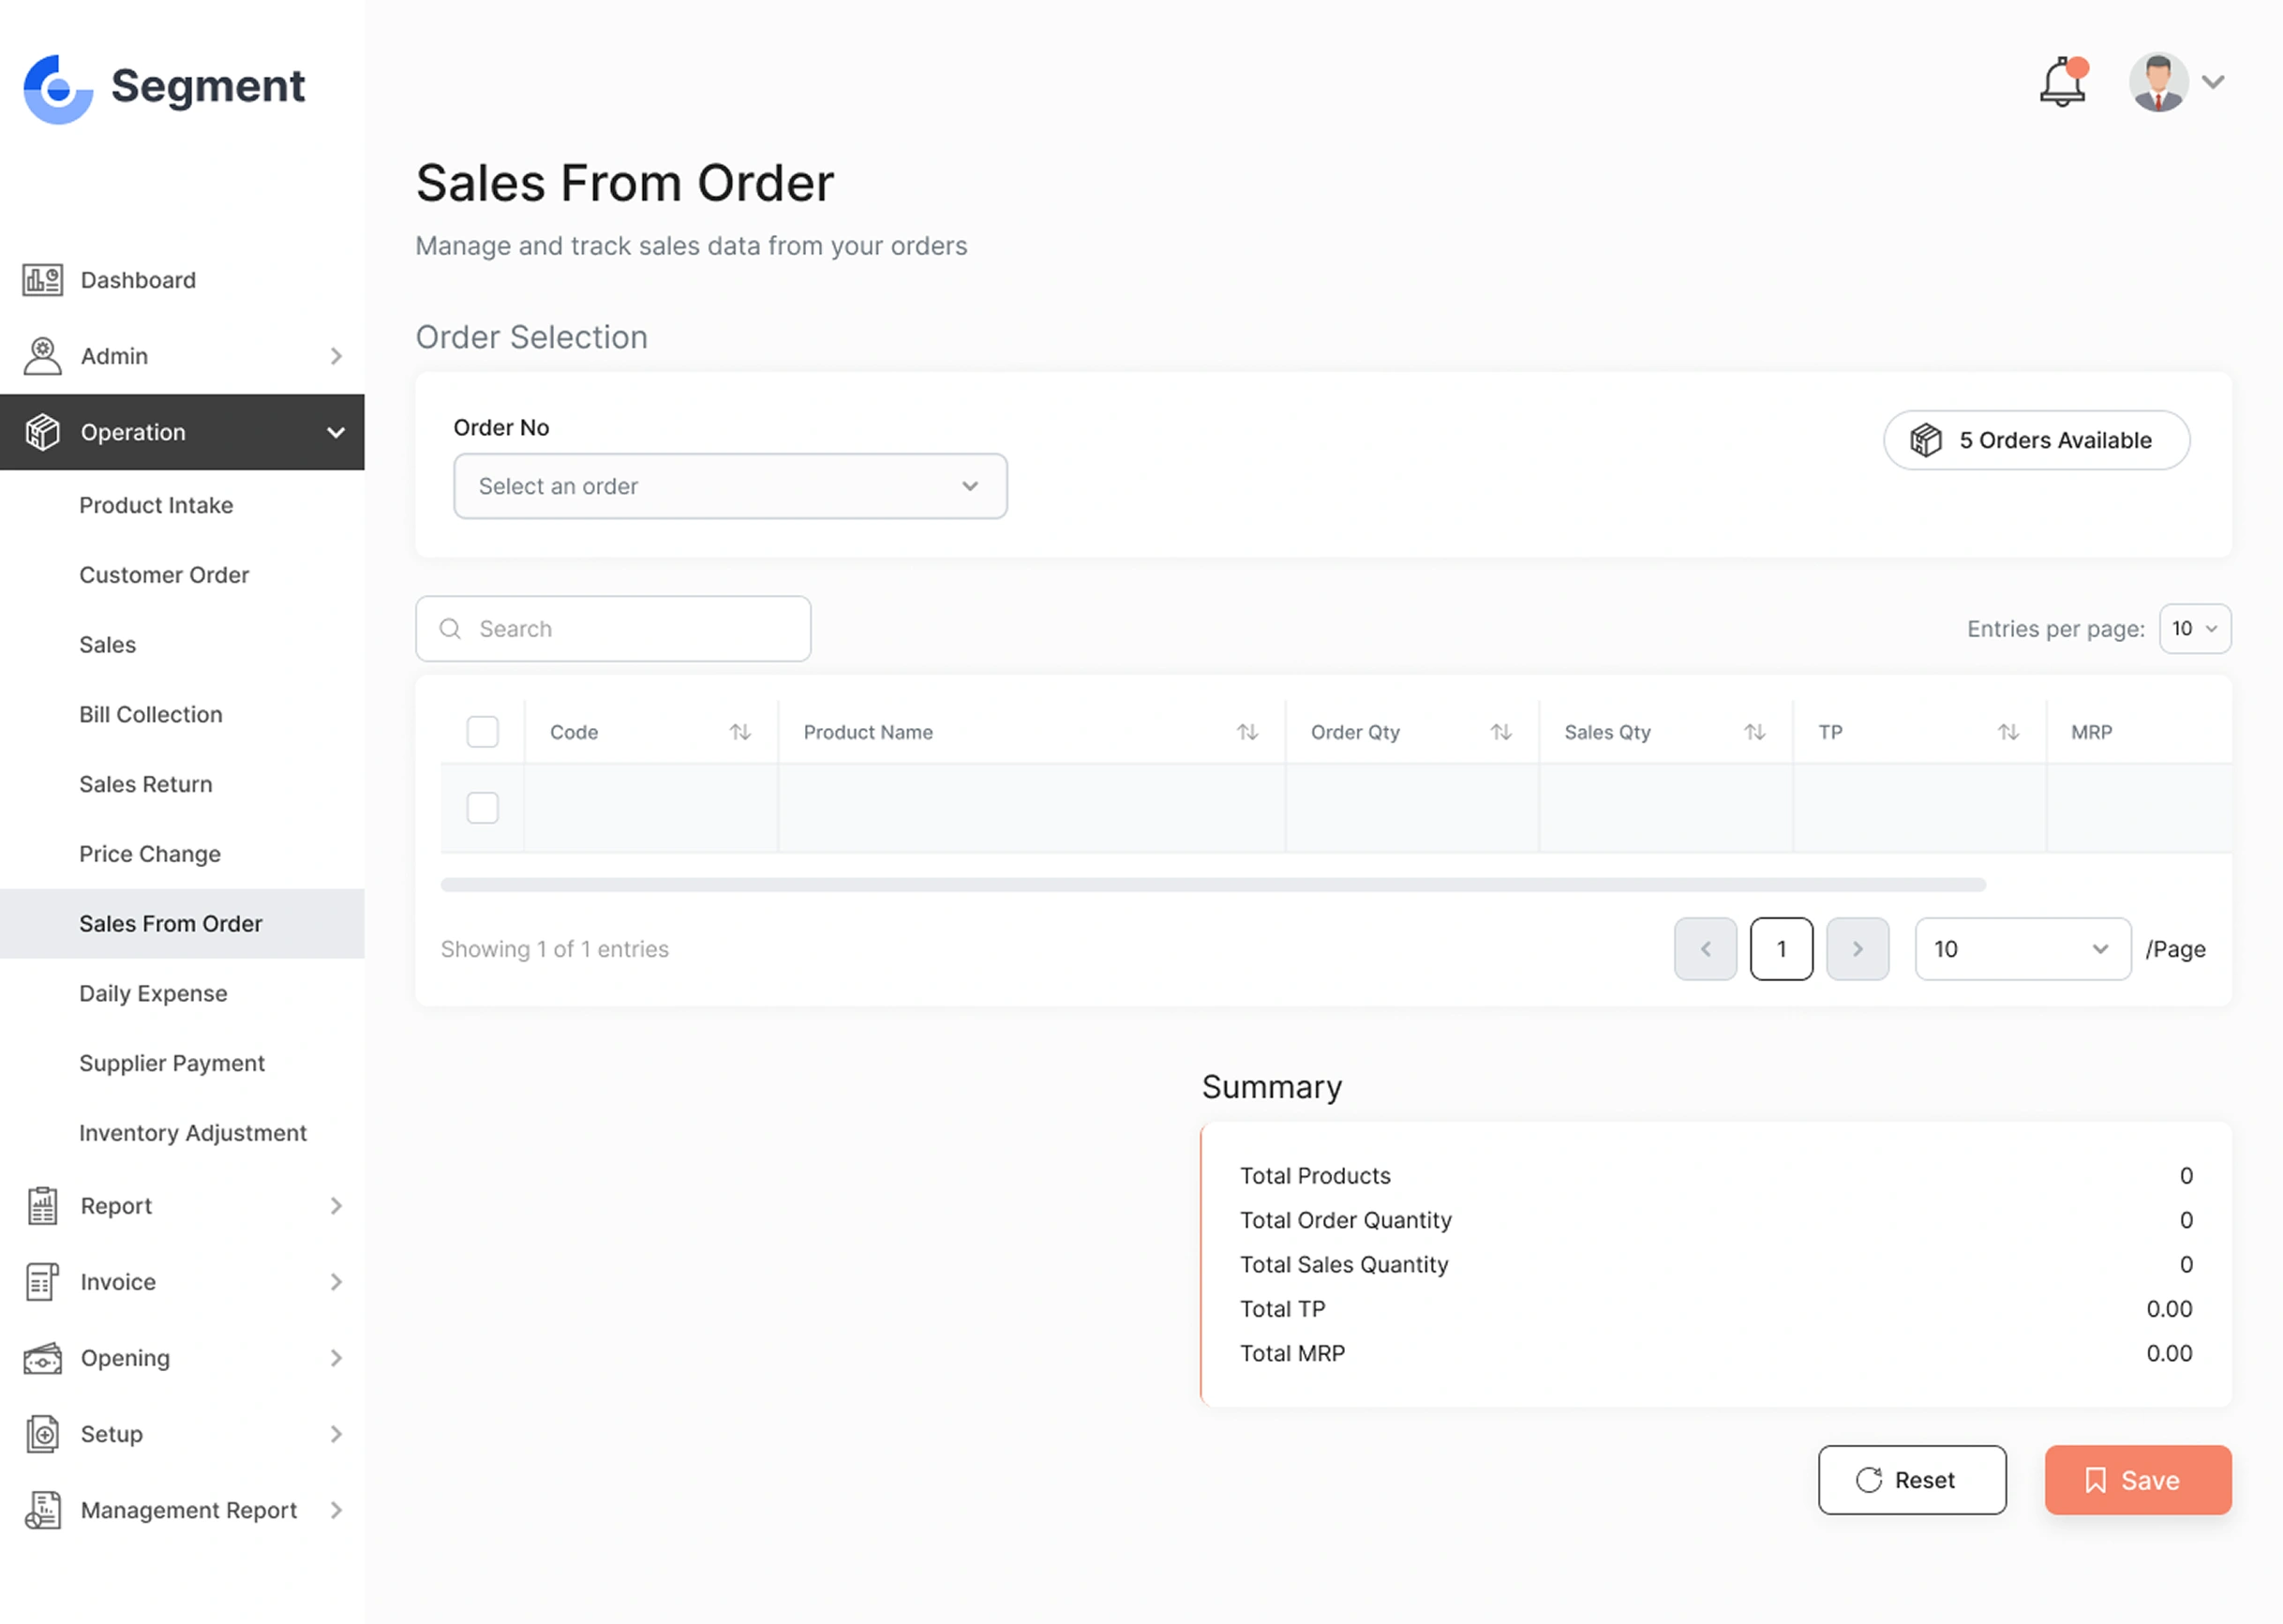 Segment
Dashboard
Admin
Operation
Product Intake
Customer Order
Sales
Bill Collection
Sales Return
Price Change
Sales From Order
Daily Expense
Supplier Payment
Inventory Adjustment
Report
Invoice
Opening
Setup
Management Report
Sales From Order
Manage and track sales data from your orders
Order Selection
Order No
Select an order
5 Orders Available
Search
Entries per page: 10
Code Product Name Order Qty Sales Qty TP MRP
Showing 1 of 1 entries
1
10 /Page
Summary
Total Products 0
Total Order Quantity 0
Total Sales Quantity 0
Total TP 0.00
Total MRP 0.00
Reset
Save